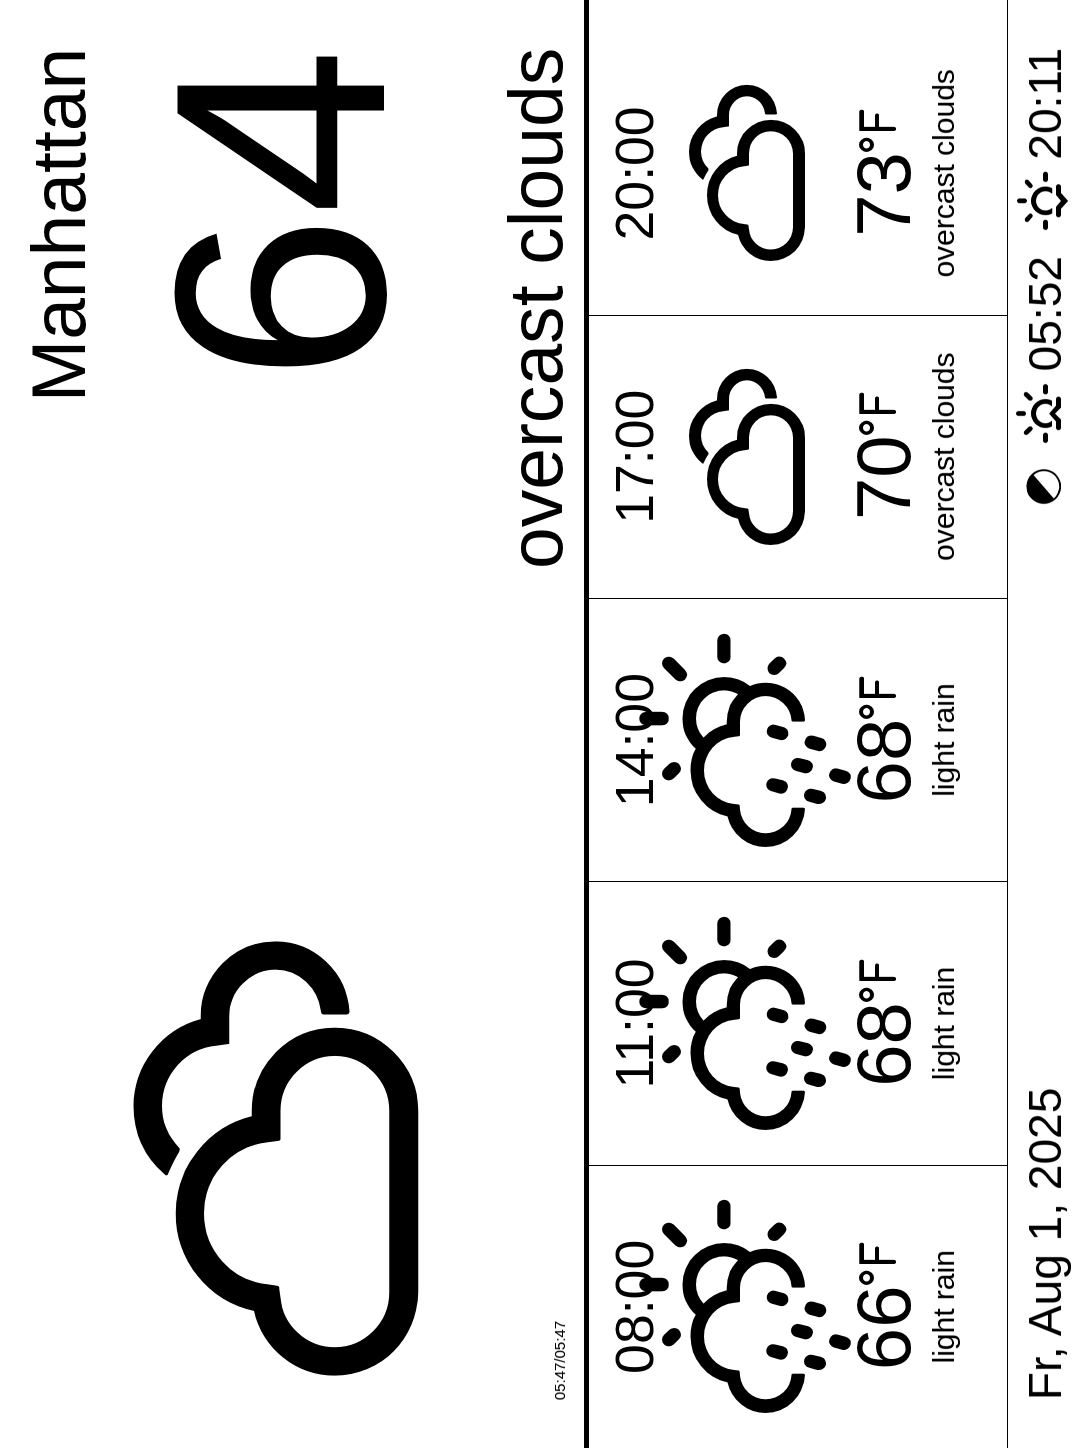 Manhattan
64
overcast clouds
05:47/05:47
08:00 11:00 14:00 17:00 20:00
66°F 68°F 68°F 70°F 73°F
light rain light rain light rain overcast clouds overcast clouds
Fr, Aug 1, 2025 05:52 20:11